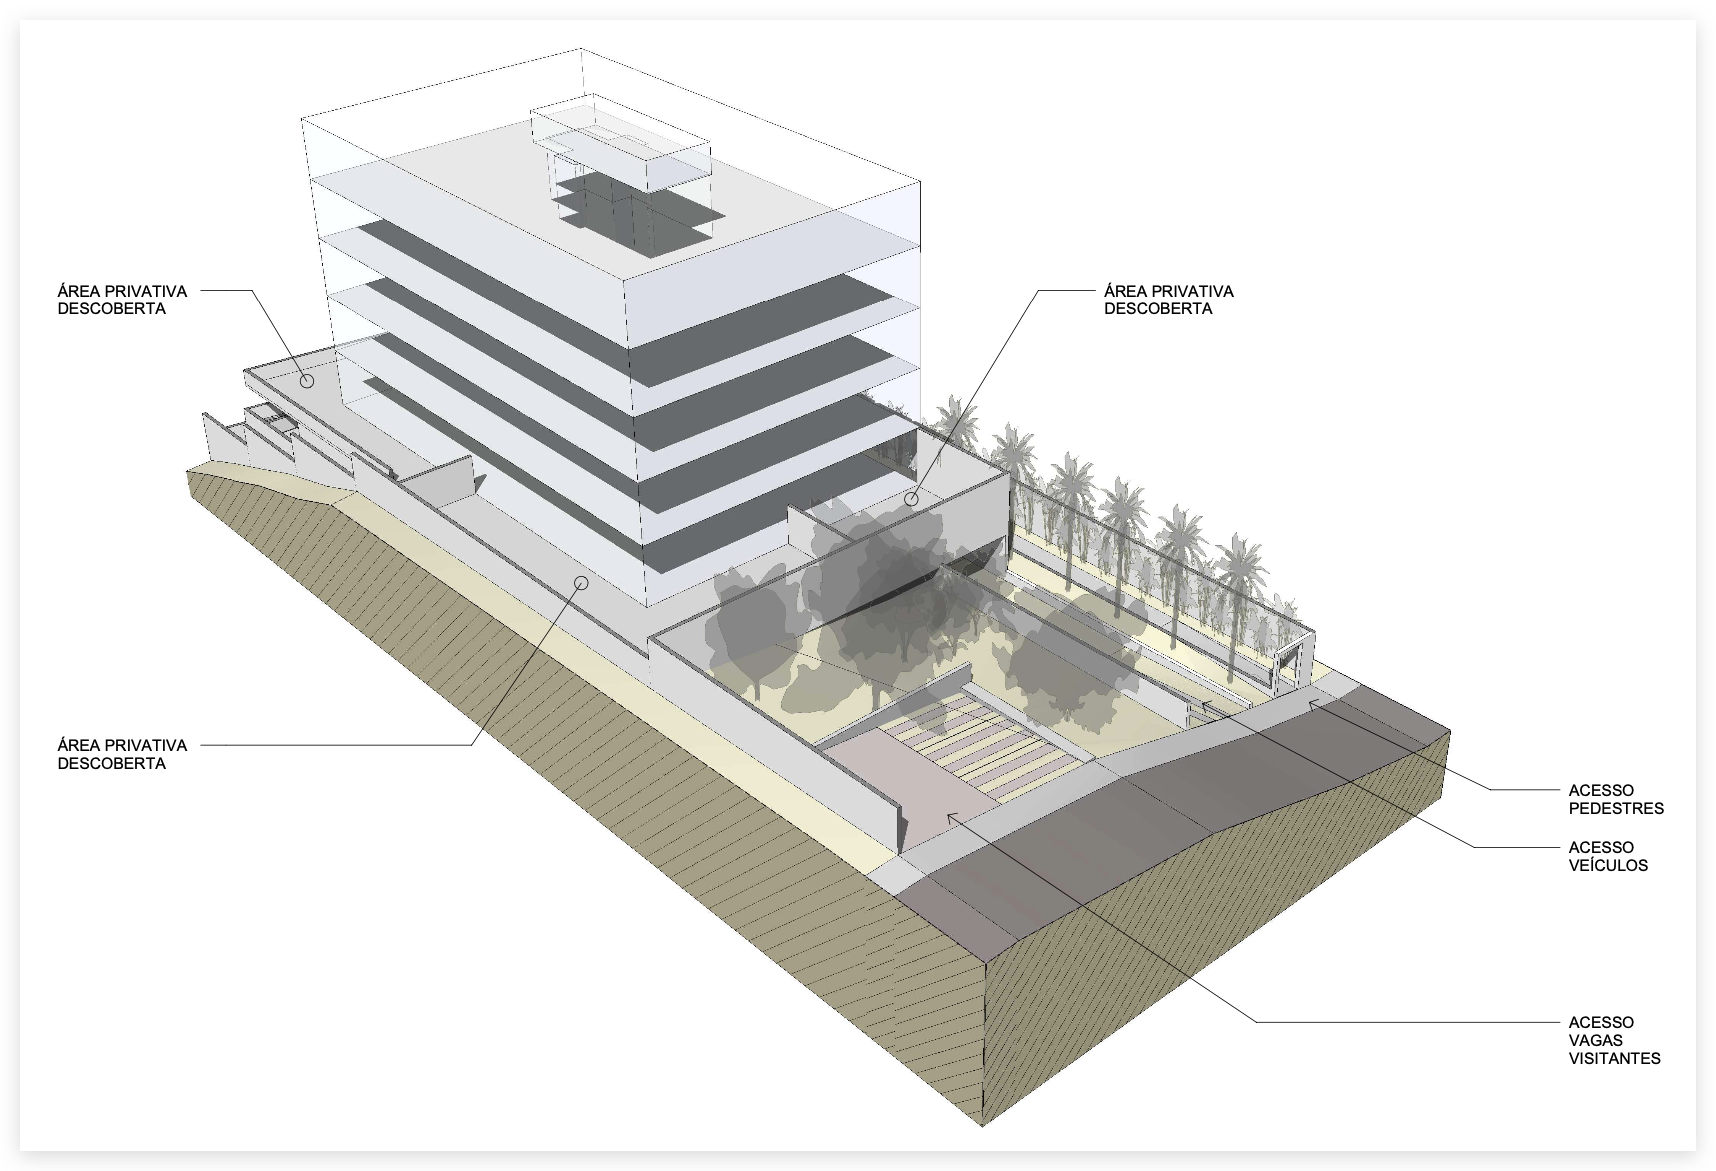 ÁREA PRIVATIVA
DESCOBERTA
ÁREA PRIVATIVA
DESCOBERTA
ÁREA PRIVATIVA
DESCOBERTA
ACESSO
PEDESTRES
ACESSO
VEÍCULOS
ACESSO
VAGAS
VISITANTES